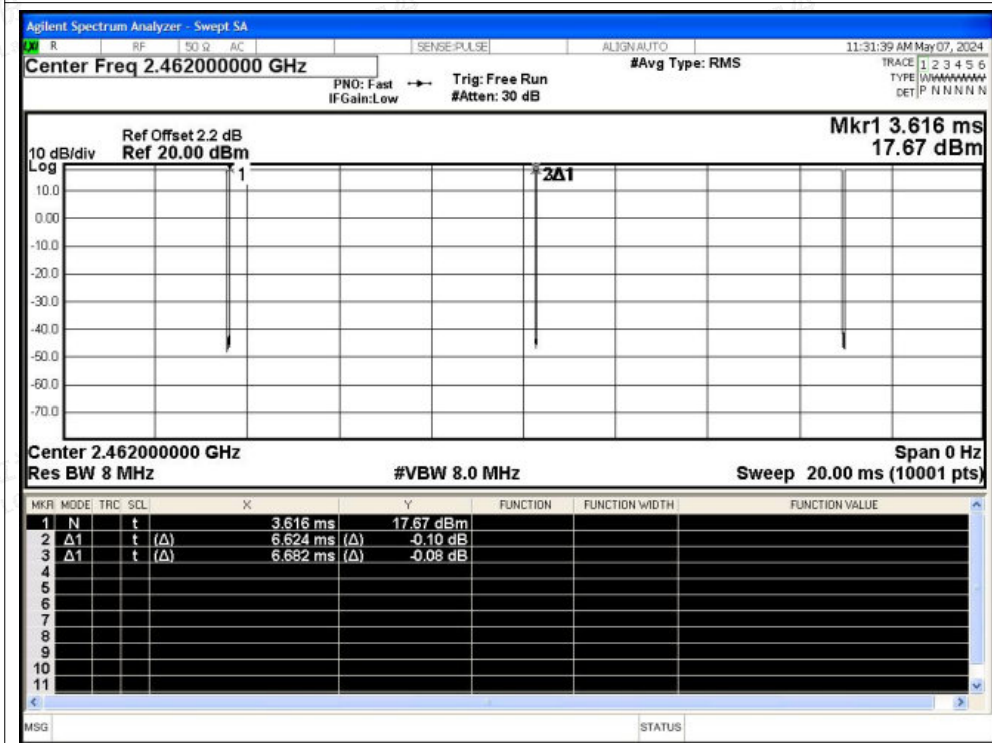 Agilent Spectrum Analyzer - Swept SA
LXI R RF 50 Ω AC SENSE:PULSE ALIGN AUTO 11:31:39 AM May 07, 2024
Center Freq 2.462000000 GHz #Avg Type: RMS TRACE 1 2 3 4 5 6
PNO: Fast Trig: Free Run TYPE WWWWWW
IFGain:Low #Atten: 30 dB DET P N N N N N
Mkr1 3.616 ms
Ref Offset 2.2 dB
10 dB/div Ref 20.00 dBm 17.67 dBm
Log
1 3Δ1
10.0
0.00
-10.0
-20.0
-30.0
-40.0
-50.0
-60.0
-70.0
Center 2.462000000 GHz Span 0 Hz
Res BW 8 MHz #VBW 8.0 MHz Sweep 20.00 ms (10001 pts)
MKR MODE TRC SCL X Y FUNCTION FUNCTION WIDTH FUNCTION VALUE
1 N t 3.616 ms 17.67 dBm
2 Δ1 t (Δ) 6.624 ms (Δ) -0.10 dB
3 Δ1 t (Δ) 6.682 ms (Δ) -0.08 dB
4
5
6
7
8
9
10
11
MSG STATUS